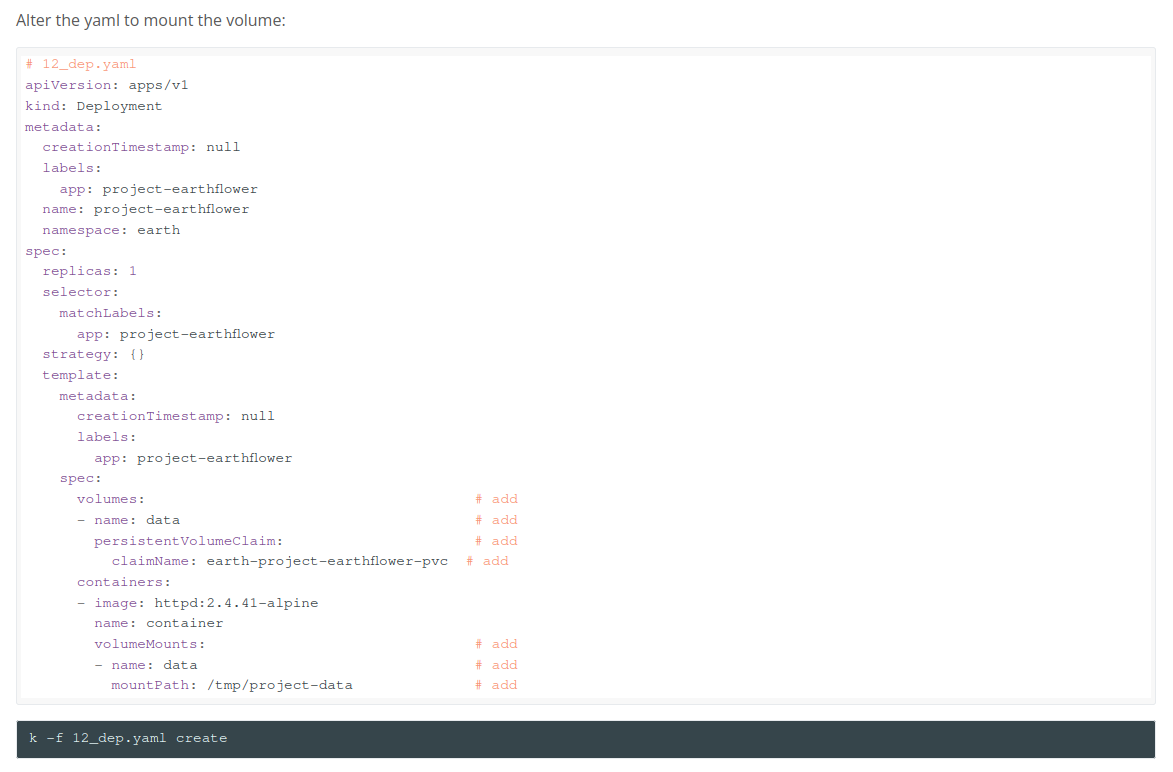 Alter the yaml to mount the volume:
# 12_dep.yaml
apiVersion: apps/v1
kind: Deployment
metadata:
  creationTimestamp: null
  labels:
    app: project-earthflower
  name: project-earthflower
  namespace: earth
spec:
  replicas: 1
  selector:
    matchLabels:
      app: project-earthflower
  strategy: {}
  template:
    metadata:
      creationTimestamp: null
      labels:
        app: project-earthflower
    spec:
      volumes:                                      # add
      - name: data                                  # add
        persistentVolumeClaim:                      # add
          claimName: earth-project-earthflower-pvc  # add
      containers:
      - image: httpd:2.4.41-alpine
        name: container
        volumeMounts:                               # add
        - name: data                                # add
          mountPath: /tmp/project-data              # add
k -f 12_dep.yaml create